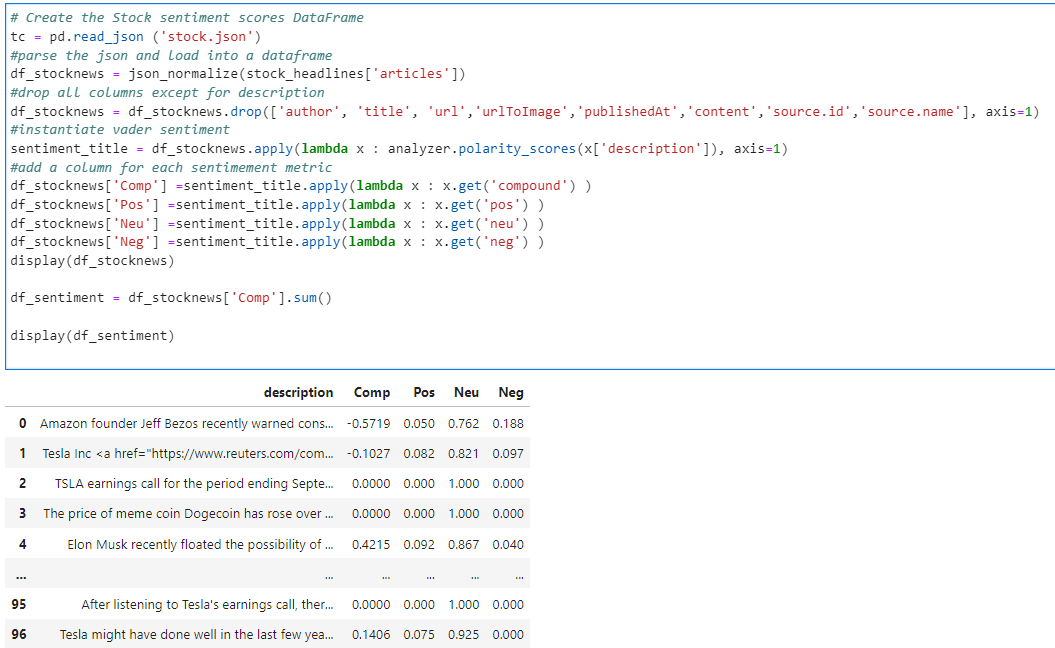 # Create the Stock sentiment scores DataFrame
tc = pd.read_json ('stock.json')
#parse the json and load into a dataframe
df_stocknews = json_normalize(stock_headlines['articles'])
#drop all columns except for description
df_stocknews = df_stocknews.drop(['author', 'title', 'url','urlToImage','publishedAt','content','source.id','source.name'], axis=1)
#instantiate vader sentiment
sentiment_title = df_stocknews.apply(lambda x : analyzer.polarity_scores(x['description']), axis=1)
#add a column for each sentimement metric
df_stocknews['Comp'] =sentiment_title.apply(lambda x : x.get('compound') )
df_stocknews['Pos'] =sentiment_title.apply(lambda x : x.get('pos') )
df_stocknews['Neu'] =sentiment_title.apply(lambda x : x.get('neu') )
df_stocknews['Neg'] =sentiment_title.apply(lambda x : x.get('neg') )
display(df_stocknews)
df_sentiment = df_stocknews['Comp'].sum()
display(df_sentiment)
description Comp Pos Neu Neg
0 Amazon founder Jeff Bezos recently warned cons... -0.5719 0.050 0.762 0.188
1 Tesla Inc <a href="https://www.reuters.com/com... -0.1027 0.082 0.821 0.097
2 TSLA earnings call for the period ending Septe... 0.0000 0.000 1.000 0.000
3 The price of meme coin Dogecoin has rose over ... 0.0000 0.000 1.000 0.000
4 Elon Musk recently floated the possibility of ... 0.4215 0.092 0.867 0.040
... ... ... ... ... ...
95 After listening to Tesla's earnings call, ther... 0.0000 0.000 1.000 0.000
96 Tesla might have done well in the last few yea... 0.1406 0.075 0.925 0.000